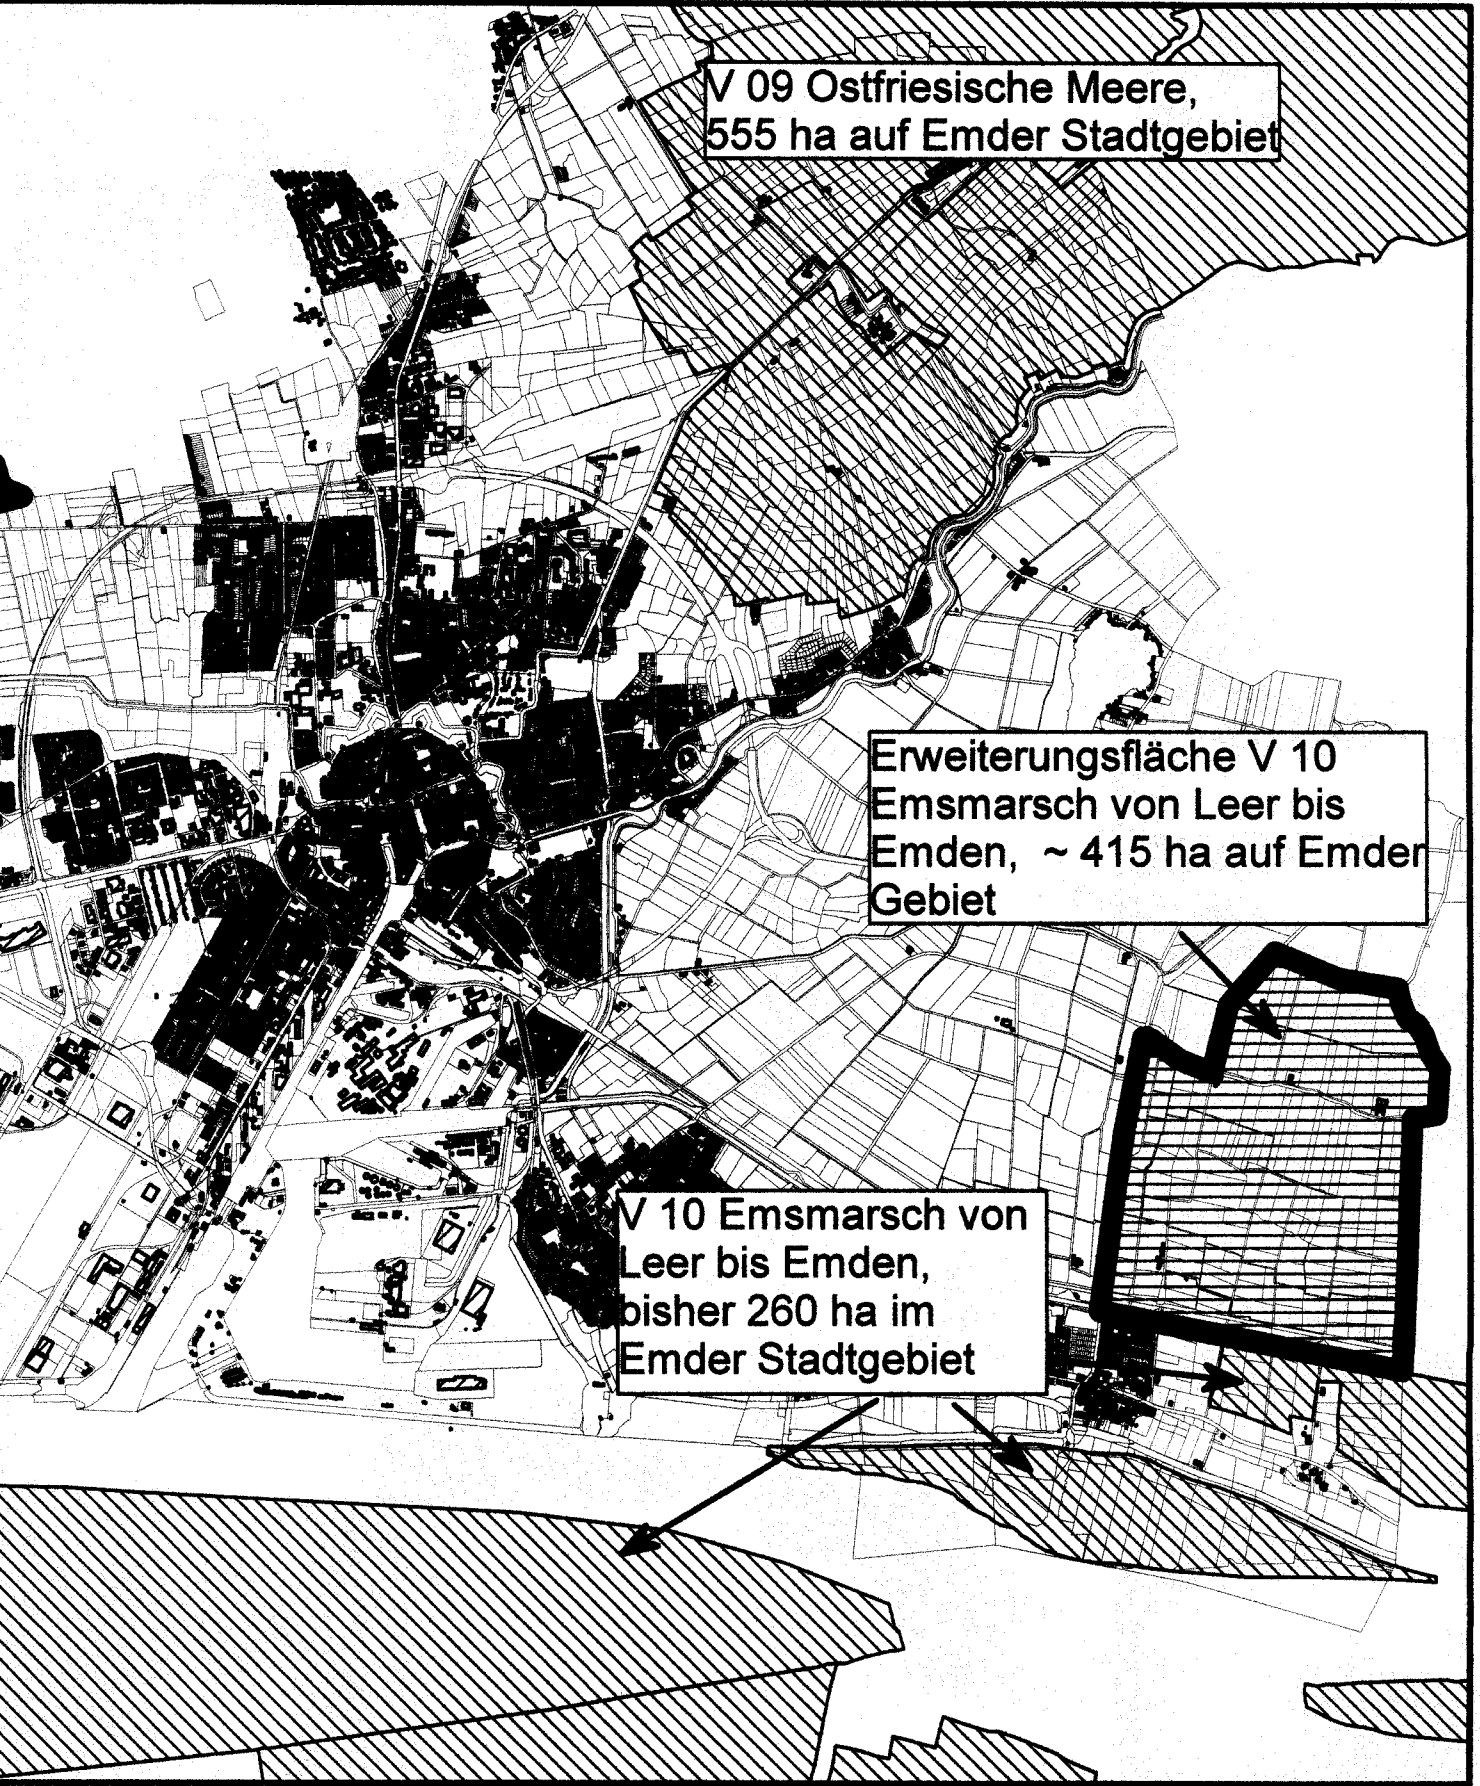 V 09 Ostfriesische Meere,
555 ha auf Emder Stadtgebiet
Erweiterungsfläche V 10
Emsmarsch von Leer bis
Emden, ~ 415 ha auf Emder
Gebiet
V 10 Emsmarsch von
Leer bis Emden,
bisher 260 ha im
Emder Stadtgebiet